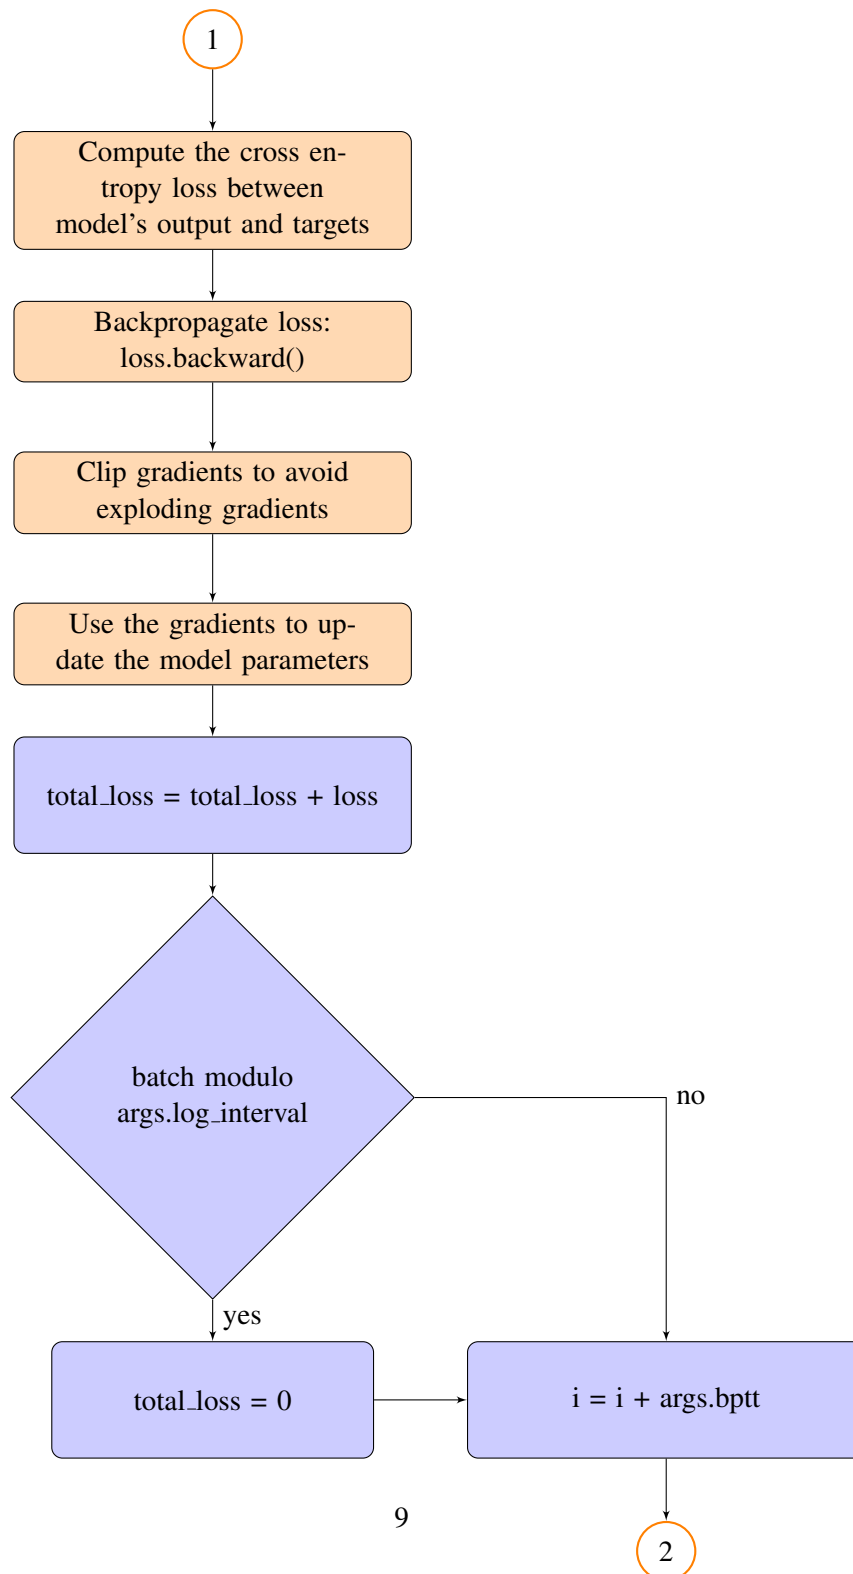 1
Compute the cross en-
tropy loss between
model's output and targets
Backpropagate loss:
loss.backward()
Clip gradients to avoid
exploding gradients
Use the gradients to up-
date the model parameters
total_loss = total_loss + loss
batch modulo
args.log_interval
no
yes
total_loss = 0
i = i + args.bptt
9
2